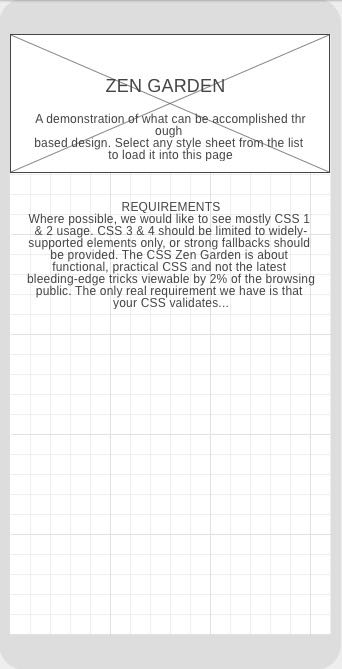 ZEN GARDEN
A demonstration of what can be accomplished thr
ough
based design. Select any style sheet from the list
to load it into this page
REQUIREMENTS
Where possible, we would like to see mostly CSS 1
& 2 usage. CSS 3 & 4 should be limited to widely-
supported elements only, or strong fallbacks should
be provided. The CSS Zen Garden is about
functional, practical CSS and not the latest
bleeding-edge tricks viewable by 2% of the browsing
public. The only real requirement we have is that
your CSS validates...